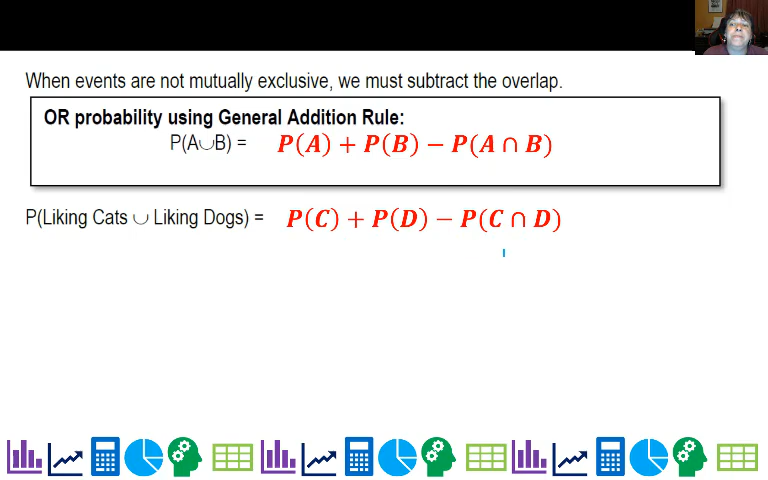 When events are not mutually exclusive, we must subtract the overlap.
OR probability using General Addition Rule:
P(A∪B) = P(A) + P(B) − P(A ∩ B)
P(Liking Cats ∪ Liking Dogs) = P(C) + P(D) − P(C ∩ D)